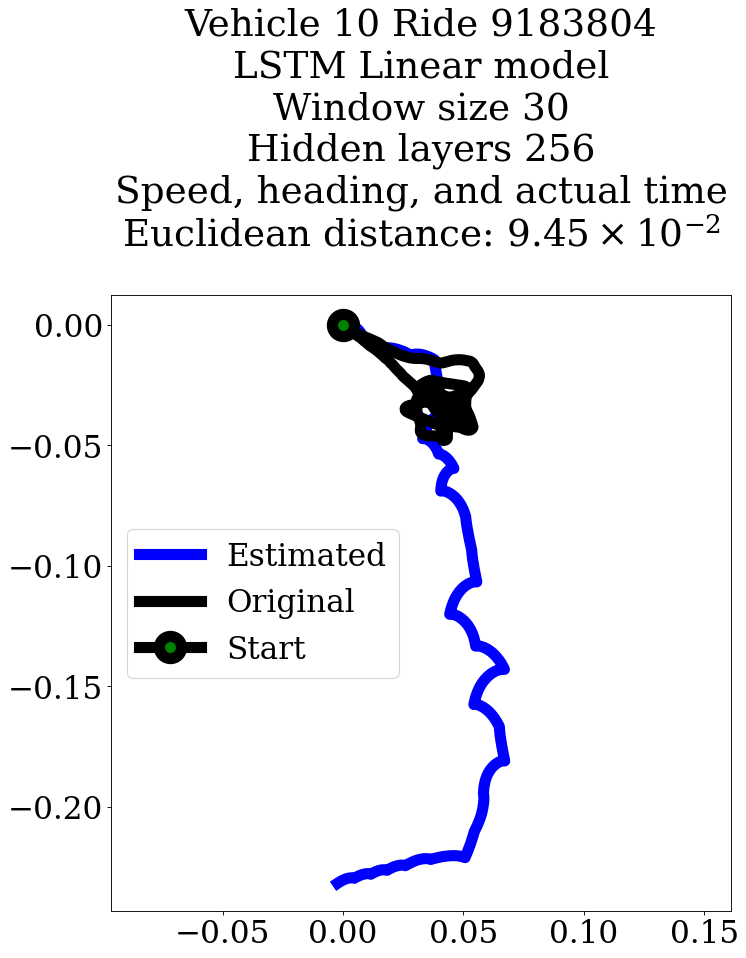 Vehicle 10 Ride 9183804
LSTM Linear model
Window size 30
Hidden layers 256
Speed, heading, and actual time
Euclidean distance: 9.45 × 10⁻²
0.00
−0.05
−0.10
−0.15
−0.20
Estimated
Original
Start
−0.05 0.00 0.05 0.10 0.15